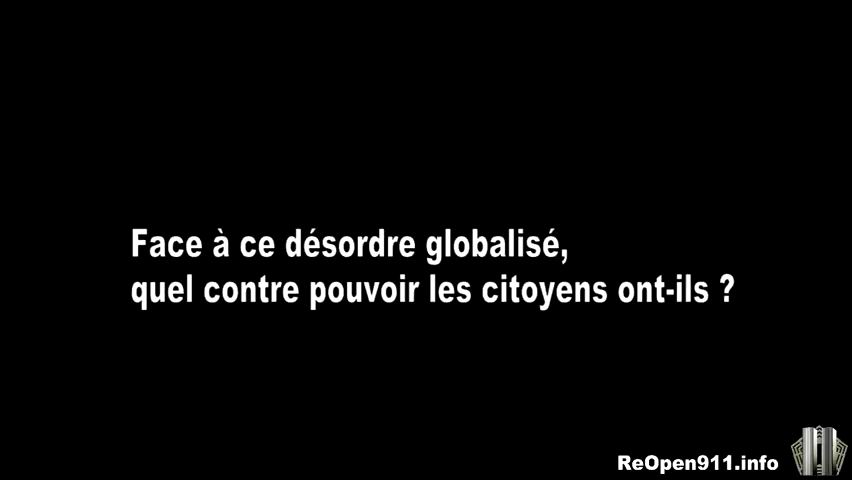 Face à ce désordre globalisé,
quel contre pouvoir les citoyens ont-ils ?
ReOpen911.info